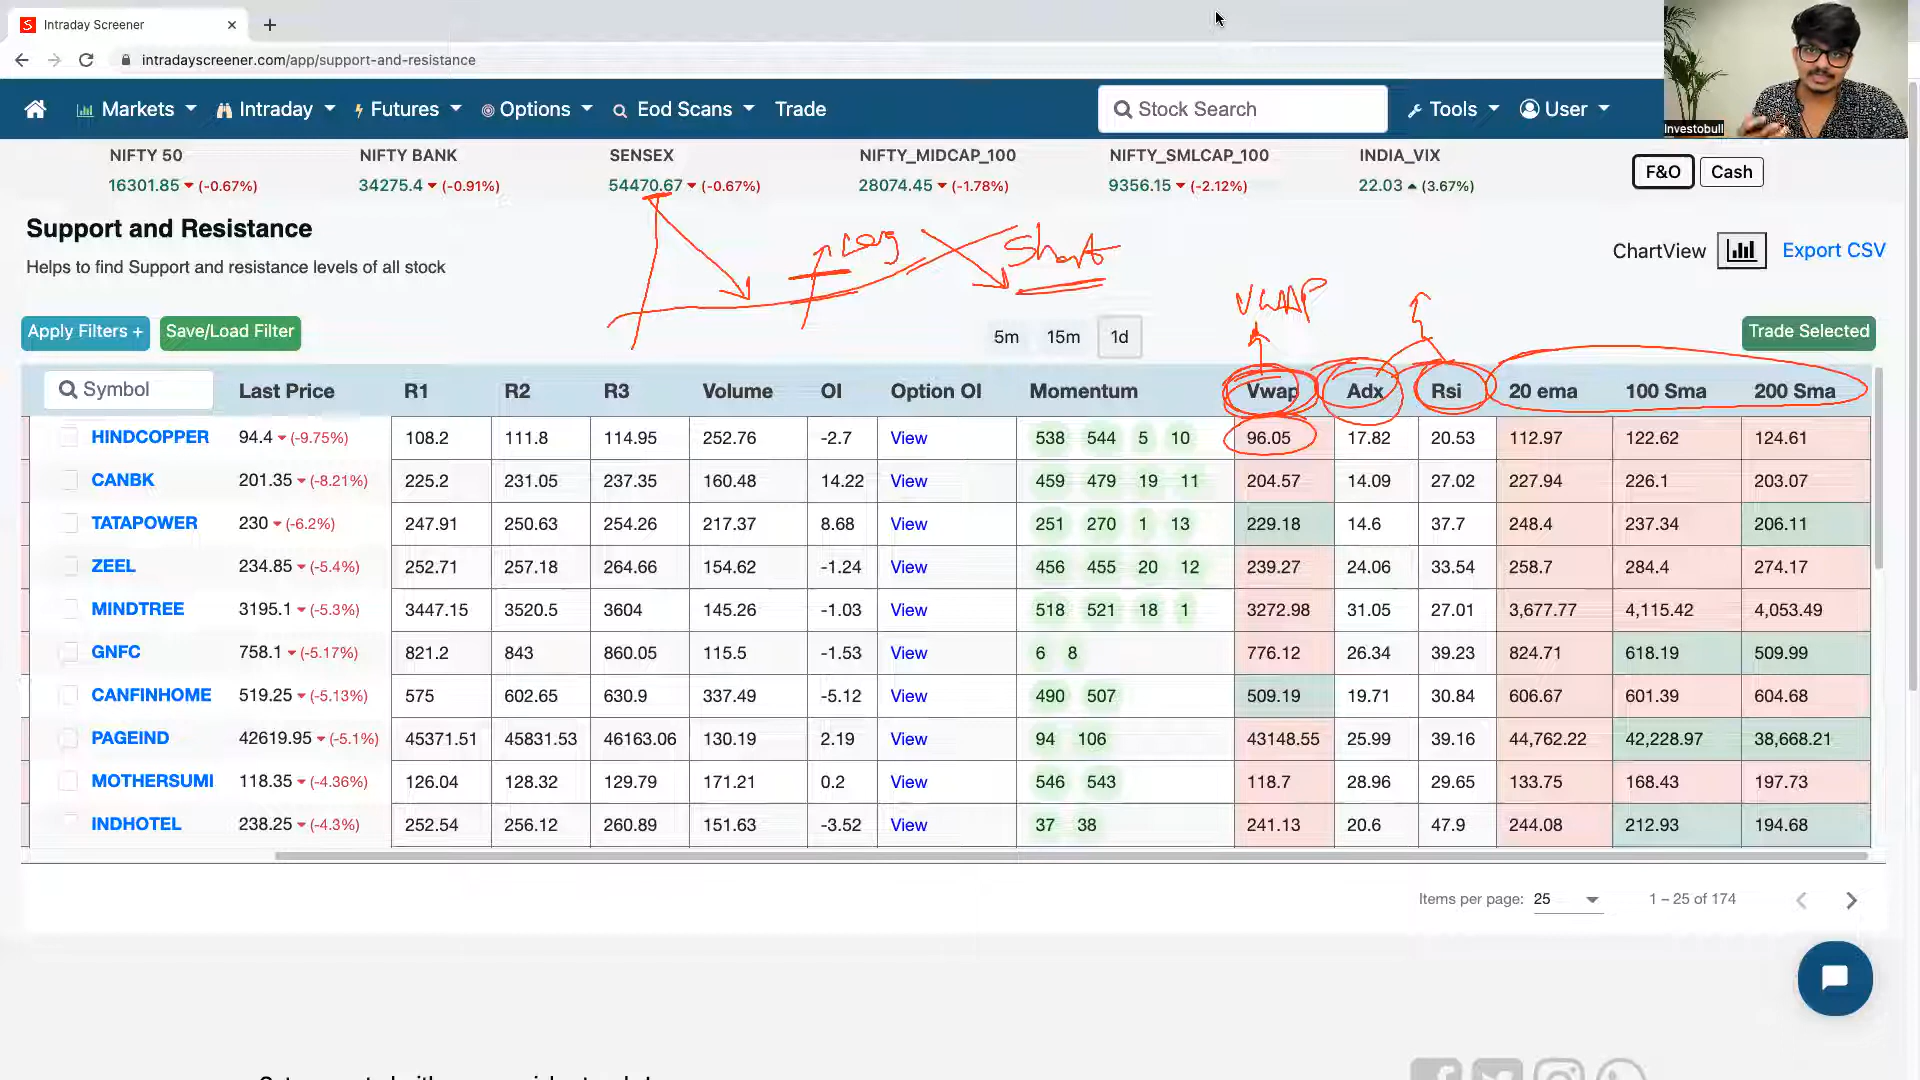 Intraday Screener
intradayscreener.com/app/support-and-resistance
Markets Intraday Futures Options Eod Scans Trade Stock Search Tools User
Investobull
NIFTY 50 NIFTY BANK SENSEX NIFTY_MIDCAP_100 NIFTY_SMLCAP_100 INDIA_VIX
16301.85 (-0.67%) 34275.4 (-0.91%) 54470.67 (-0.67%) 28074.45 (-1.78%) 9356.15 (-2.12%) 22.03 (3.67%)
F&O Cash
Support and Resistance
Helps to find Support and resistance levels of all stock
Long Short
ChartView Export CSV
VWAP
Apply Filters + Save/Load Filter 5m 15m 1d Trade Selected
Symbol Last Price R1 R2 R3 Volume OI Option OI Momentum Vwap Adx Rsi 20 ema 100 Sma 200 Sma
HINDCOPPER 94.4 (-9.75%) 108.2 111.8 114.95 252.76 -2.7 View 538 544 5 10 96.05 17.82 20.53 112.97 122.62 124.61
CANBK 201.35 (-8.21%) 225.2 231.05 237.35 160.48 14.22 View 459 479 19 11 204.57 14.09 27.02 227.94 226.1 203.07
TATAPOWER 230 (-6.2%) 247.91 250.63 254.26 217.37 8.68 View 251 270 1 13 229.18 14.6 37.7 248.4 237.34 206.11
ZEEL 234.85 (-5.4%) 252.71 257.18 264.66 154.62 -1.24 View 456 455 20 12 239.27 24.06 33.54 258.7 284.4 274.17
MINDTREE 3195.1 (-5.3%) 3447.15 3520.5 3604 145.26 -1.03 View 518 521 18 1 3272.98 31.05 27.01 3,677.77 4,115.42 4,053.49
GNFC 758.1 (-5.17%) 821.2 843 860.05 115.5 -1.53 View 6 8 776.12 26.34 39.23 824.71 618.19 509.99
CANFINHOME 519.25 (-5.13%) 575 602.65 630.9 337.49 -5.12 View 490 507 509.19 19.71 30.84 606.67 601.39 604.68
PAGEIND 42619.95 (-5.1%) 45371.51 45831.53 46163.06 130.19 2.19 View 94 106 43148.55 25.99 39.16 44,762.22 42,228.97 38,668.21
MOTHERSUMI 118.35 (-4.36%) 126.04 128.32 129.79 171.21 0.2 View 546 543 118.7 28.96 29.65 133.75 168.43 197.73
INDHOTEL 238.25 (-4.3%) 252.54 256.12 260.89 151.63 -3.52 View 37 38 241.13 20.6 47.9 244.08 212.93 194.68
Items per page: 25 1 – 25 of 174